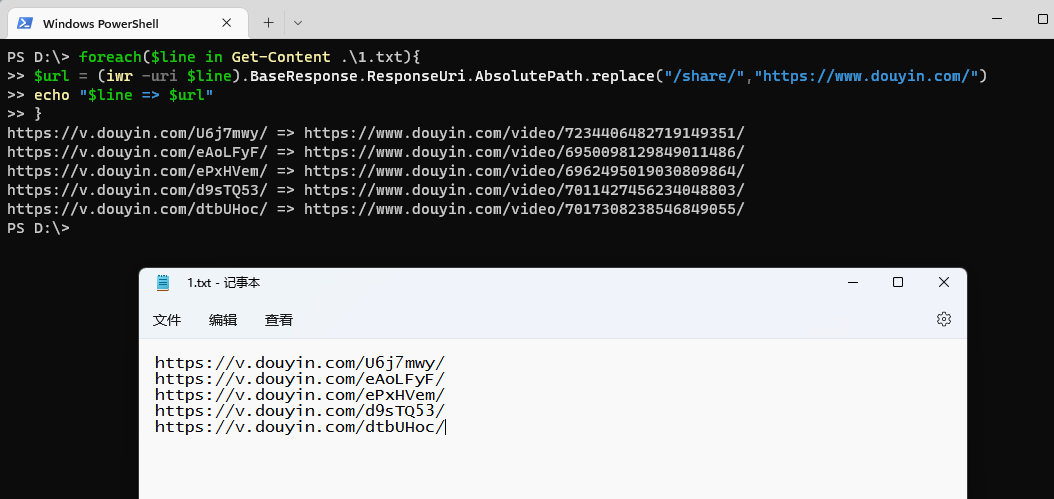 Windows PowerShell
PS D:\> foreach($line in Get-Content .\1.txt){
>> $url = (iwr -uri $line).BaseResponse.ResponseUri.AbsolutePath.replace("/share/","https://www.douyin.com/")
>> echo "$line => $url"
>> }
https://v.douyin.com/U6j7mwy/ => https://www.douyin.com/video/7234406482719149351/
https://v.douyin.com/eAoLFyF/ => https://www.douyin.com/video/6950098129849011486/
https://v.douyin.com/ePxHVem/ => https://www.douyin.com/video/6962495019030809864/
https://v.douyin.com/d9sTQ53/ => https://www.douyin.com/video/7011427456234048803/
https://v.douyin.com/dtbUHoc/ => https://www.douyin.com/video/7017308238546849055/
PS D:\>
1.txt - 记事本
文件 编辑 查看
https://v.douyin.com/U6j7mwy/
https://v.douyin.com/eAoLFyF/
https://v.douyin.com/ePxHVem/
https://v.douyin.com/d9sTQ53/
https://v.douyin.com/dtbUHoc/